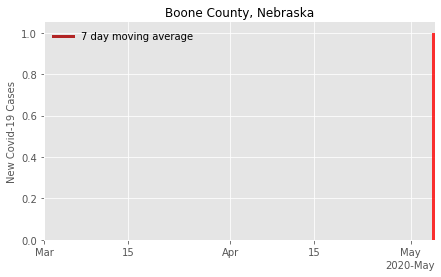 Boone County, Nebraska
7 day moving average
New Covid-19 Cases
1.0
0.8
0.6
0.4
0.2
0.0
Mar 15 Apr 15 May
2020-May